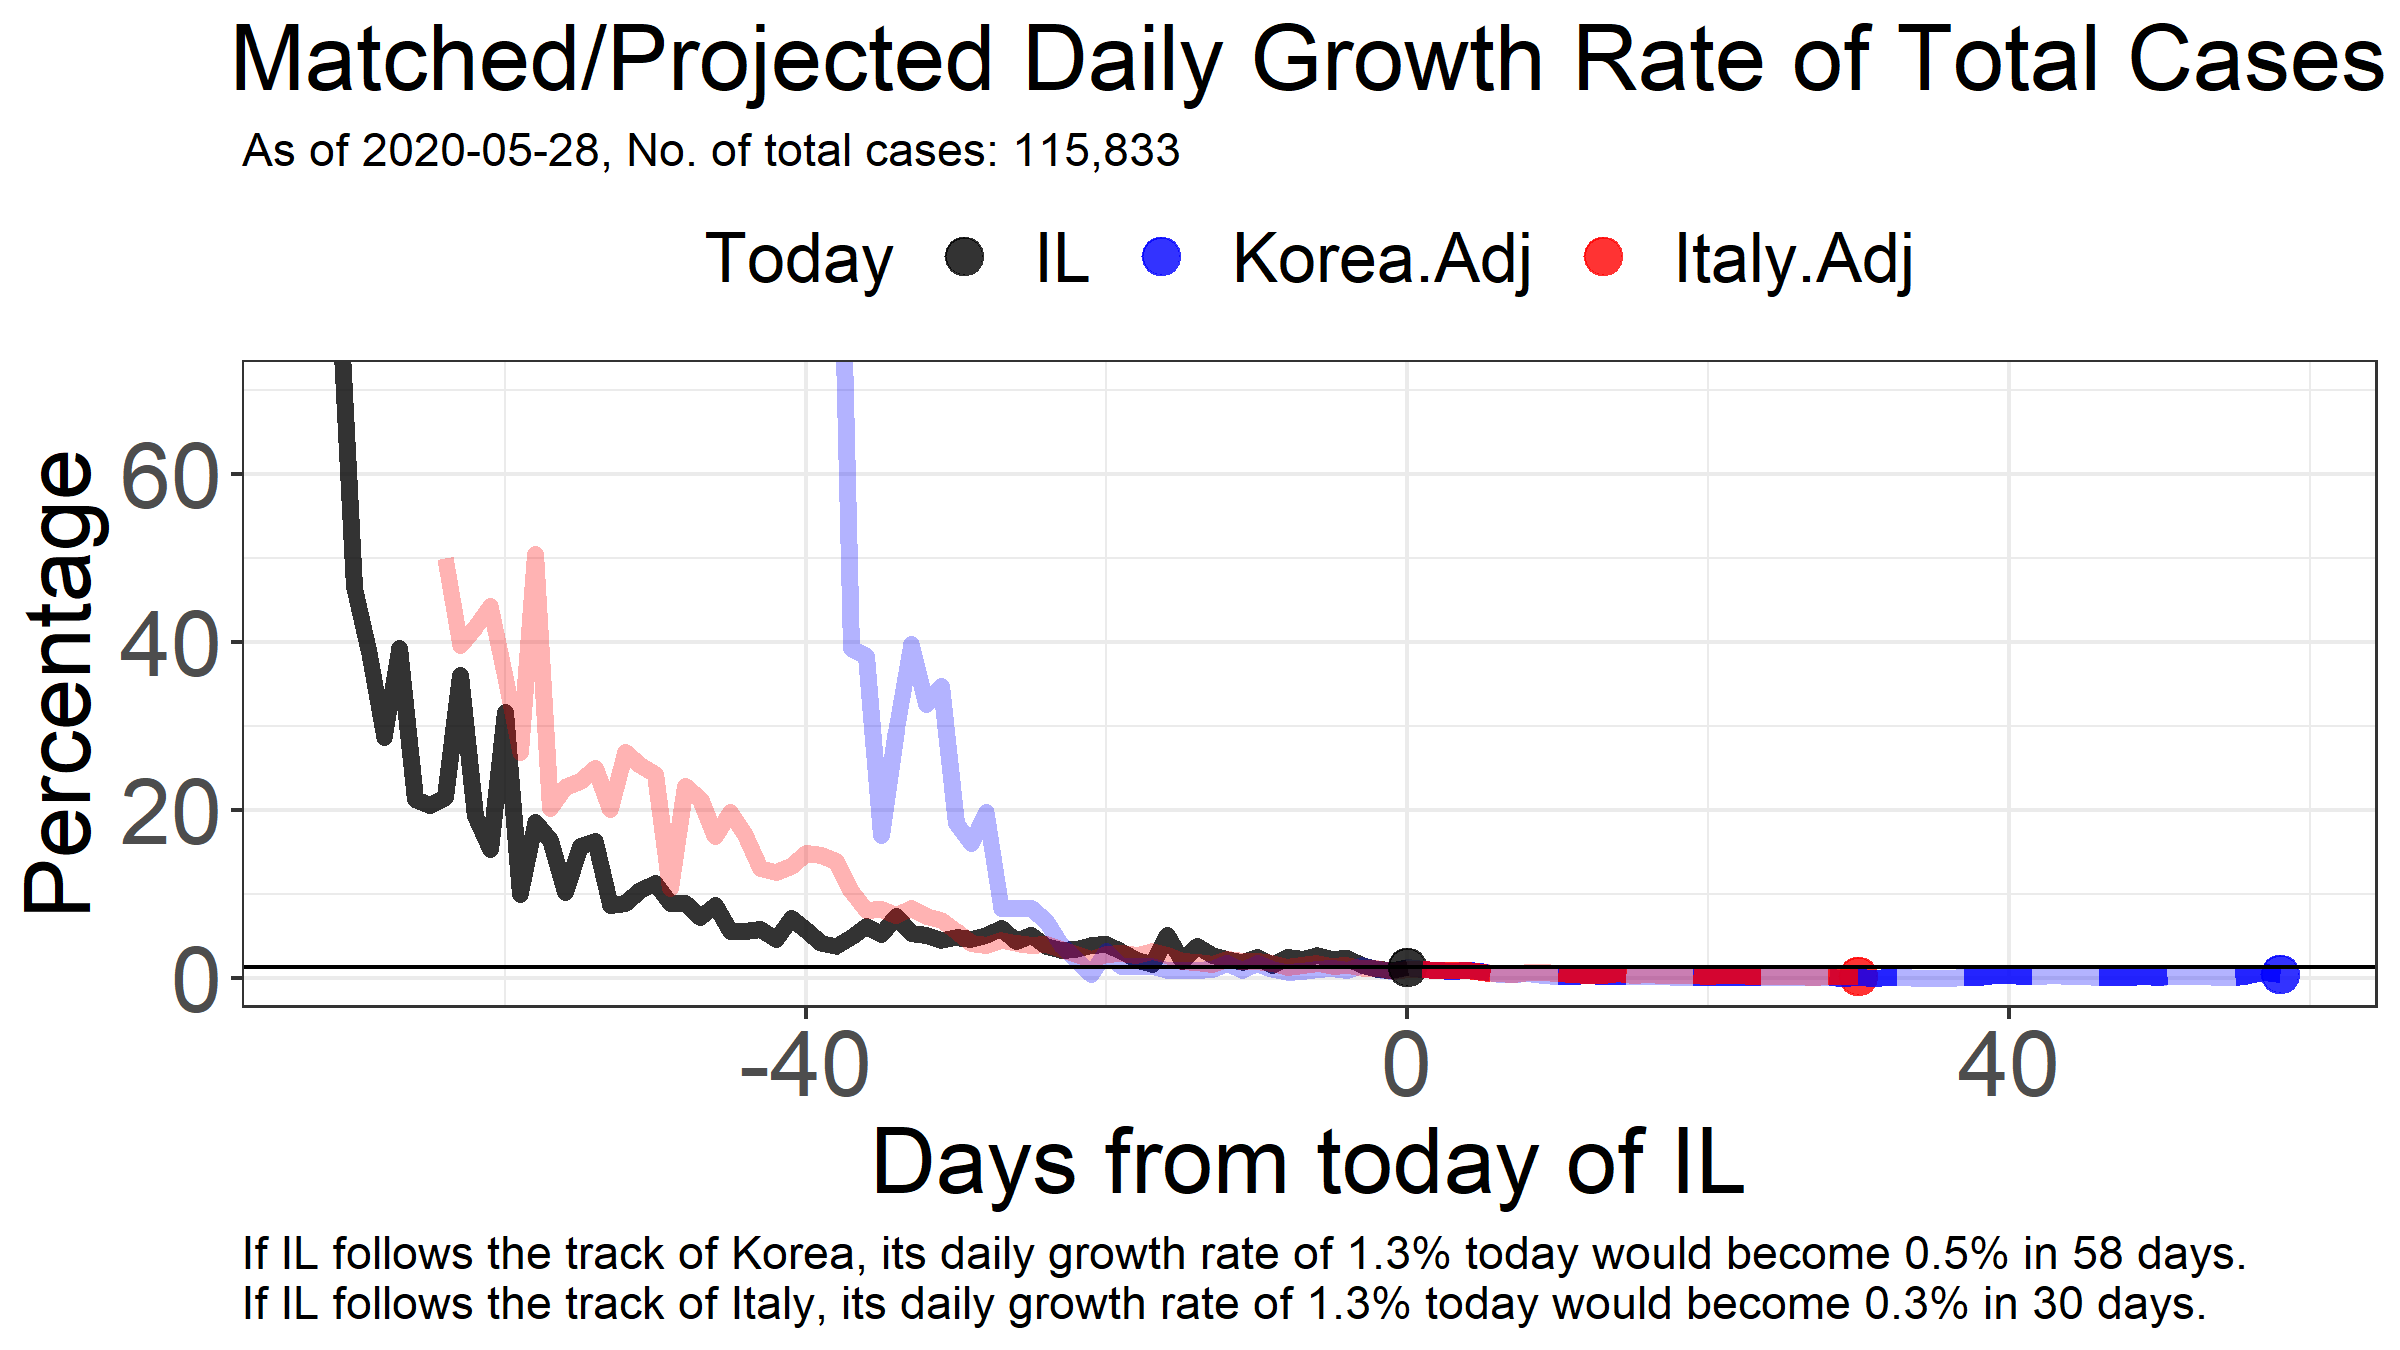 Matched/Projected Daily Growth Rate of Total Cases
As of 2020-05-28, No. of total cases: 115,833
Today IL Korea.Adj Italy.Adj
Percentage
60
40
20
0
-40 0 40
Days from today of IL
If IL follows the track of Korea, its daily growth rate of 1.3% today would become 0.5% in 58 days.
If IL follows the track of Italy, its daily growth rate of 1.3% today would become 0.3% in 30 days.